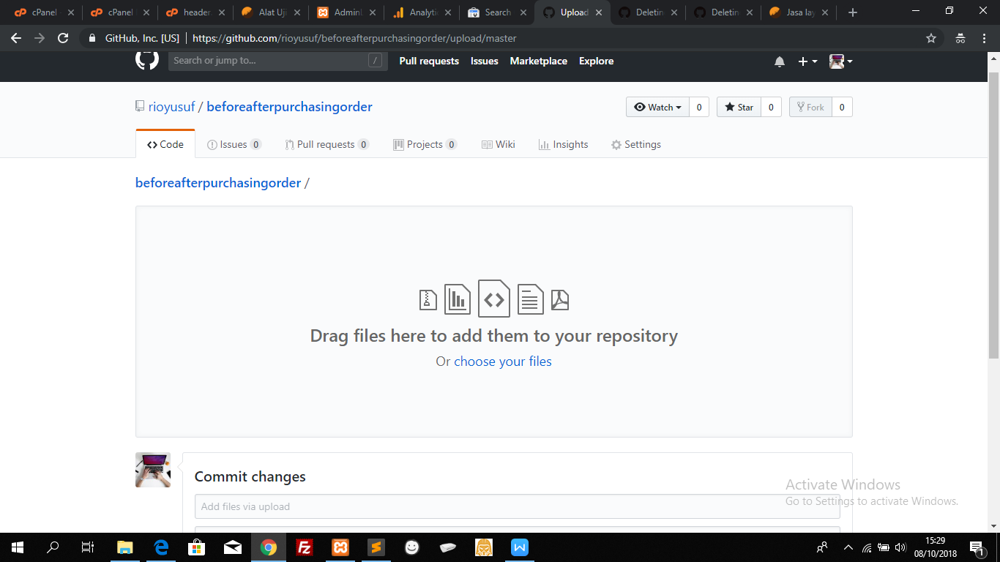 cPanel
cPanel
header.
Alat Uji
Admin
Analytic
Search
Upload
Deletin
Deletin
Jasa lay
GitHub, Inc. [US]
https://github.com/rioyusuf/beforeafterpurchasingorder/upload/master
Search or jump to...
/
Pull requests
Issues
Marketplace
Explore
rioyusuf / beforeafterpurchasingorder
Watch 0
Star 0
Fork 0
Code
Issues 0
Pull requests 0
Projects 0
Wiki
Insights
Settings
beforeafterpurchasingorder /
Drag files here to add them to your repository
Or choose your files
Commit changes
Add files via upload
Activate Windows
Go to Settings to activate Windows.
15:29
08/10/2018
1